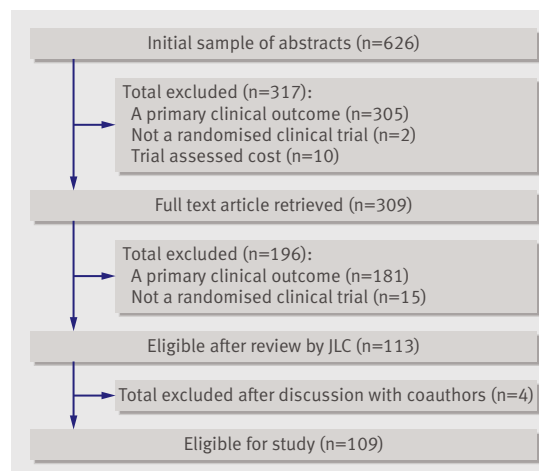 Initial sample of abstracts (n=626)
Total excluded (n=317):
A primary clinical outcome (n=305)
Not a randomised clinical trial (n=2)
Trial assessed cost (n=10)
Full text article retrieved (n=309)
Total excluded (n=196):
A primary clinical outcome (n=181)
Not a randomised clinical trial (n=15)
Eligible after review by JLC (n=113)
Total excluded after discussion with coauthors (n=4)
Eligible for study (n=109)